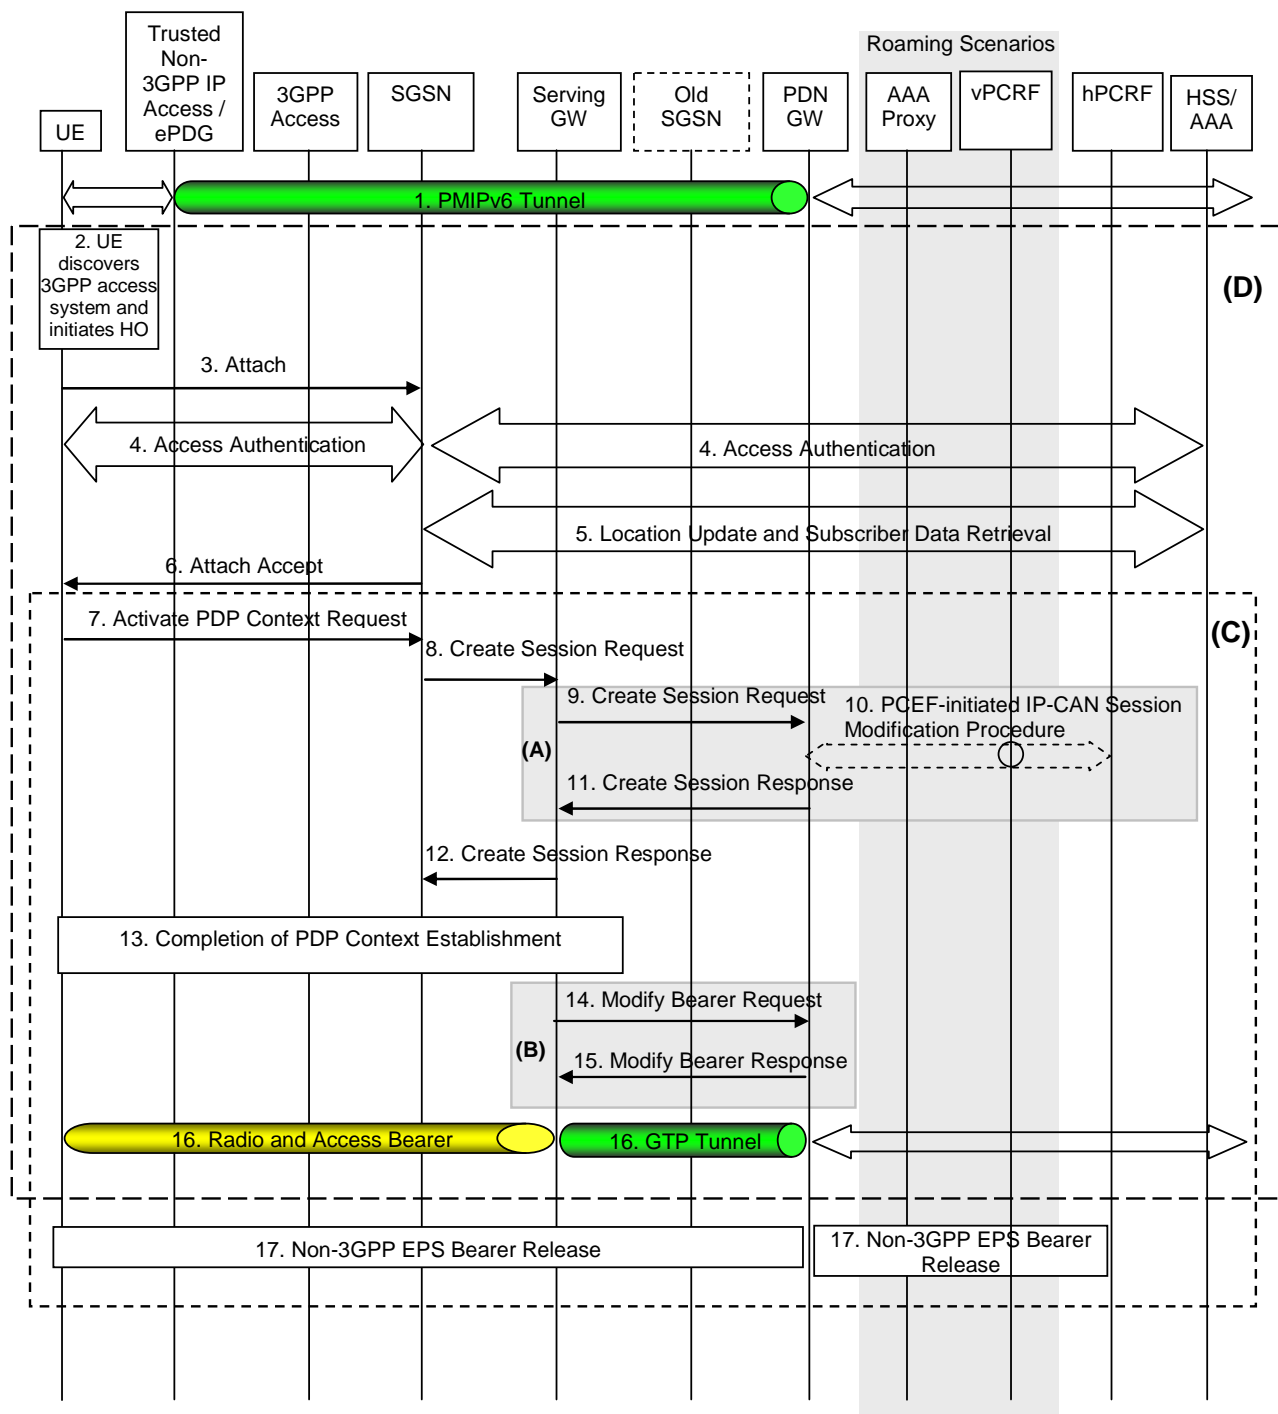 Roaming Scenarios
UE
Trusted
Non-
3GPP IP
Access /
ePDG
3GPP
Access
SGSN
Serving
GW
Old
SGSN
PDN
GW
AAA
Proxy
vPCRF
hPCRF
HSS/
AAA
1. PMIPv6 Tunnel
2. UE
discovers
3GPP access
system and
initiates HO
(D)
3. Attach
4. Access Authentication
4. Access Authentication
5. Location Update and Subscriber Data Retrieval
6. Attach Accept
7. Activate PDP Context Request
(C)
8. Create Session Request
9. Create Session Request
10. PCEF-initiated IP-CAN Session
Modification Procedure
(A)
11. Create Session Response
12. Create Session Response
13. Completion of PDP Context Establishment
14. Modify Bearer Request
(B)
15. Modify Bearer Response
16. Radio and Access Bearer
16. GTP Tunnel
17. Non-3GPP EPS Bearer Release
17. Non-3GPP EPS Bearer
Release